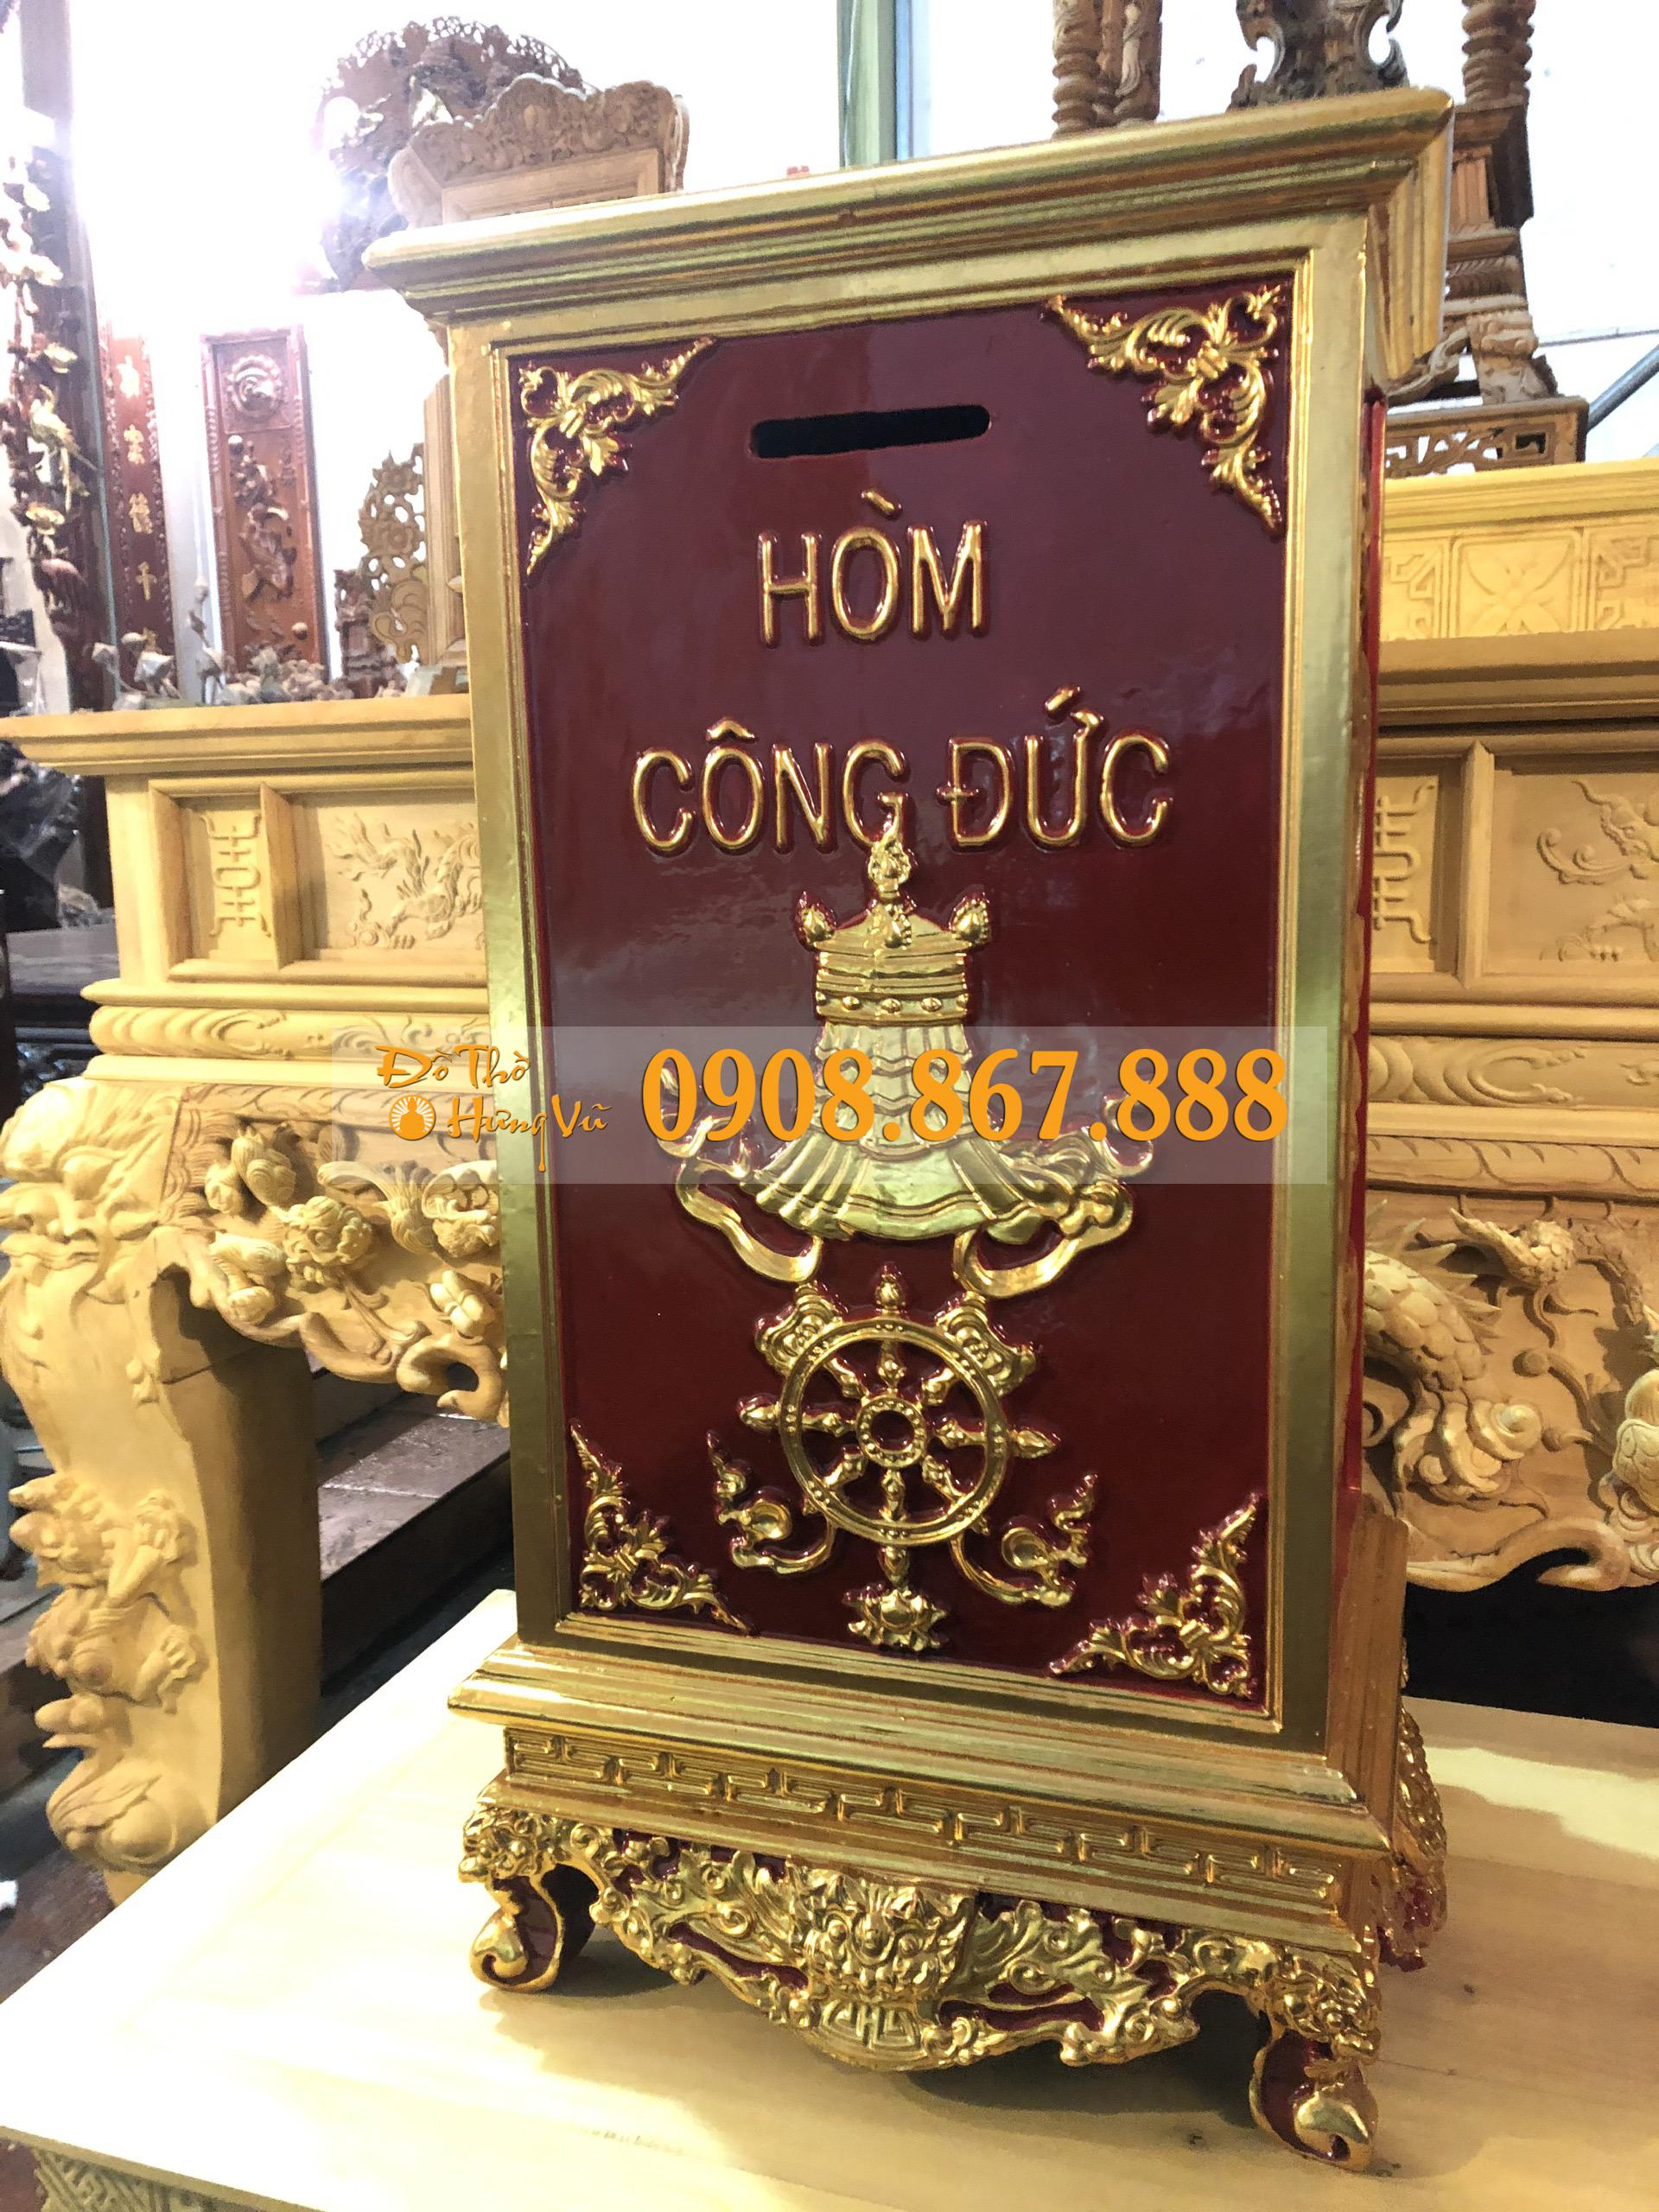 HÒM
CÔNG ĐỨC
Đồ Thờ
Hưng Vũ
0908.867.888